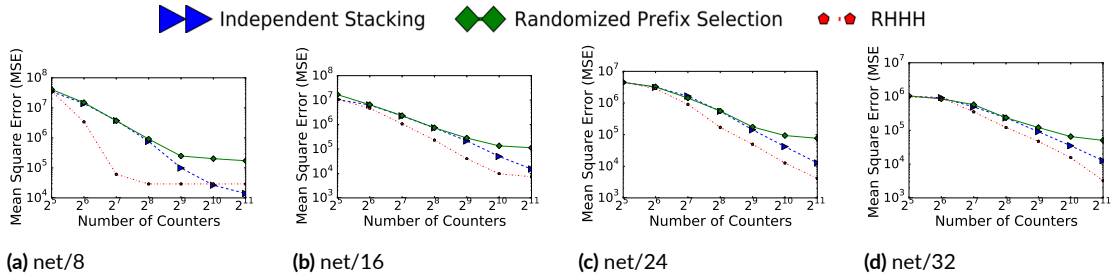 Independent Stacking Randomized Prefix Selection RHHH
Mean Square Error (MSE)
10^8
10^7
10^6
10^5
10^4
2^5 2^6 2^7 2^8 2^9 2^10 2^11
Number of Counters
(a) net/8
Mean Square Error (MSE)
10^8
10^7
10^6
10^5
10^4
10^3
2^5 2^6 2^7 2^8 2^9 2^10 2^11
Number of Counters
(b) net/16
Mean Square Error (MSE
10^7
10^6
10^5
10^4
10^3
2^5 2^6 2^7 2^8 2^9 2^10 2^11
Number of Counters
(c) net/24
Mean Square Error (MSE
10^7
10^6
10^5
10^4
10^3
2^5 2^6 2^7 2^8 2^9 2^10 2^11
Number of Counters
(d) net/32